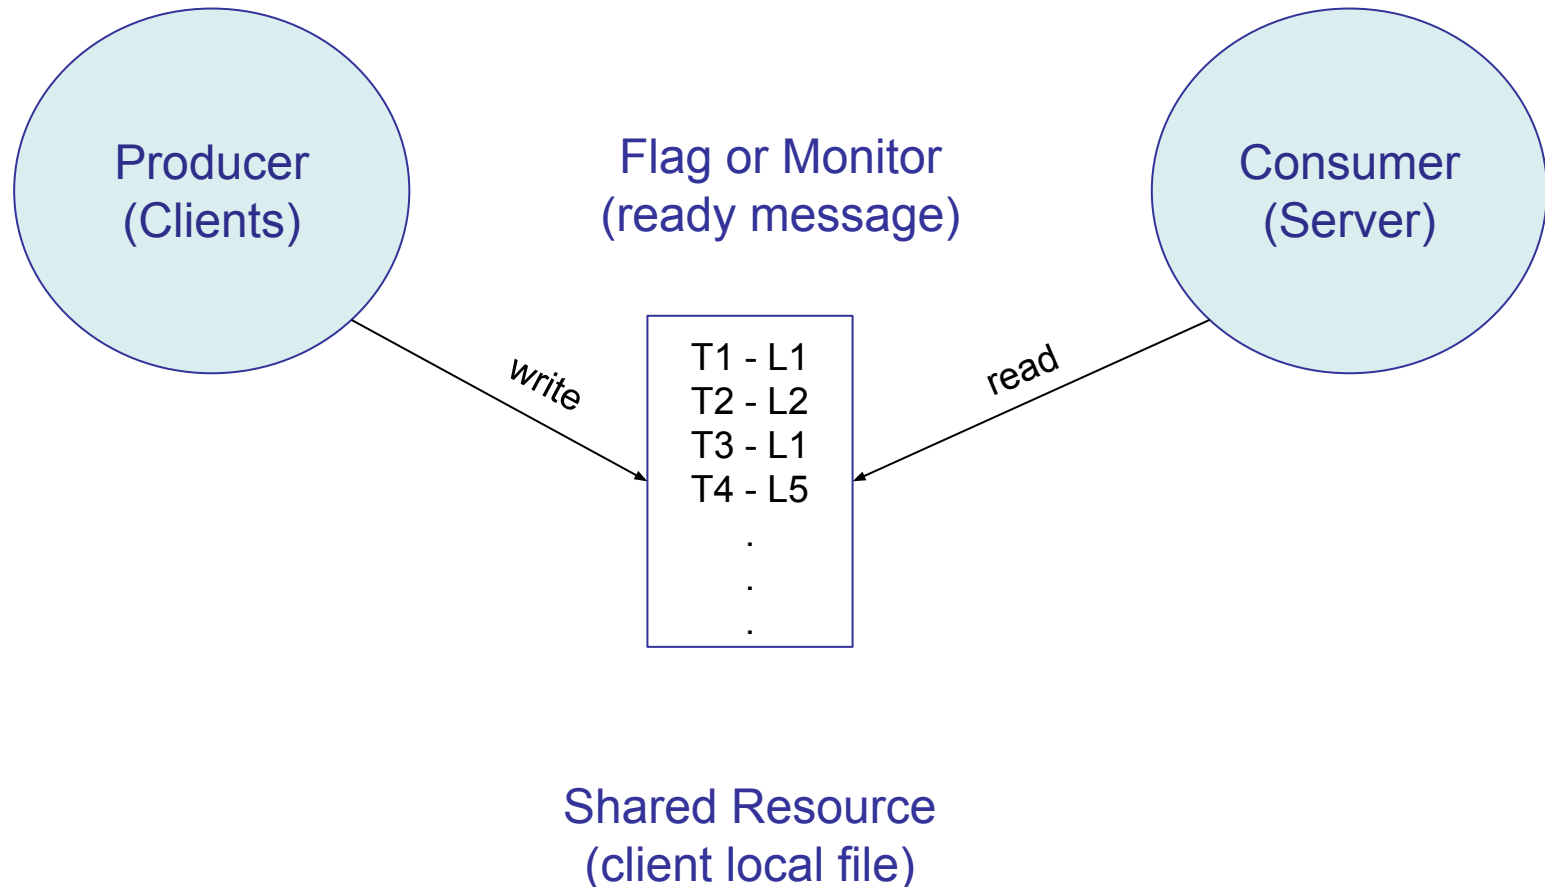 Producer
(Clients)
Flag or Monitor
(ready message)
Consumer
(Server)
write
read
T1 - L1
T2 - L2
T3 - L1
T4 - L5
.
.
.
Shared Resource
(client local file)